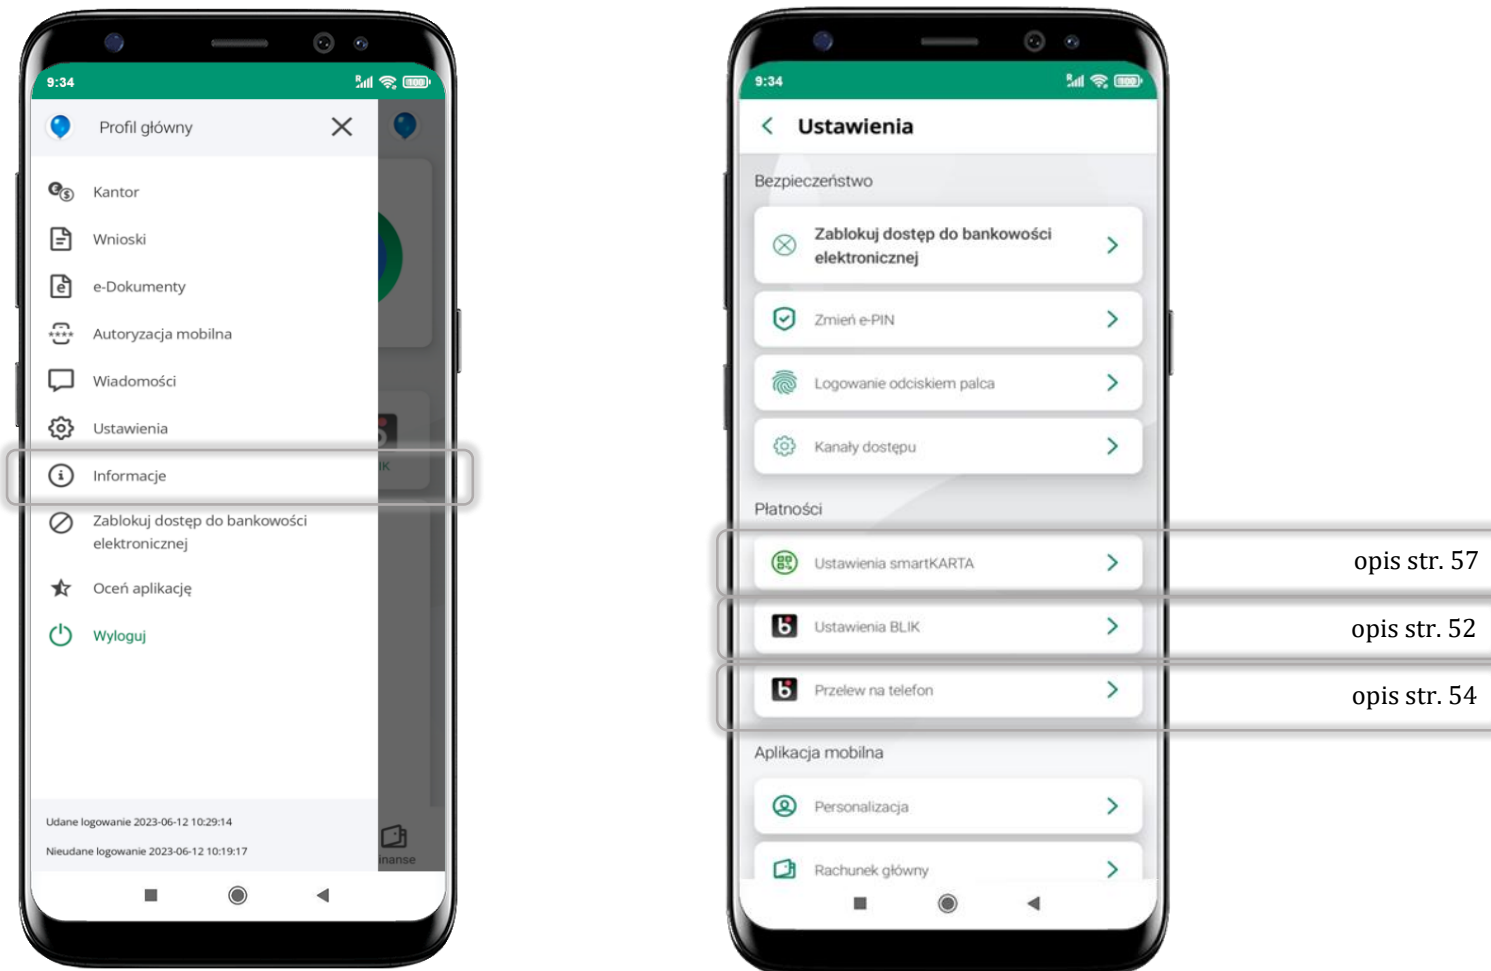 9:34
Profil główny
Kantor
Wnioski
e-Dokumenty
Autoryzacja mobilna
Wiadomości
Ustawienia
Informacje
Zablokuj dostęp do bankowości
elektronicznej
Oceń aplikację
Wyloguj
Udane logowanie 2023-06-12 10:29:14
Nieudane logowanie 2023-06-12 10:19:17
IK
inanse
9:34
Ustawienia
Bezpieczeństwo
Zablokuj dostęp do bankowości
elektronicznej
Zmień e-PIN
Logowanie odciskiem palca
Kanały dostępu
Płatności
Ustawienia smartKARTA
opis str. 57
Ustawienia BLIK
opis str. 52
Przelew na telefon
opis str. 54
Aplikacja mobilna
Personalizacja
Rachunek główny